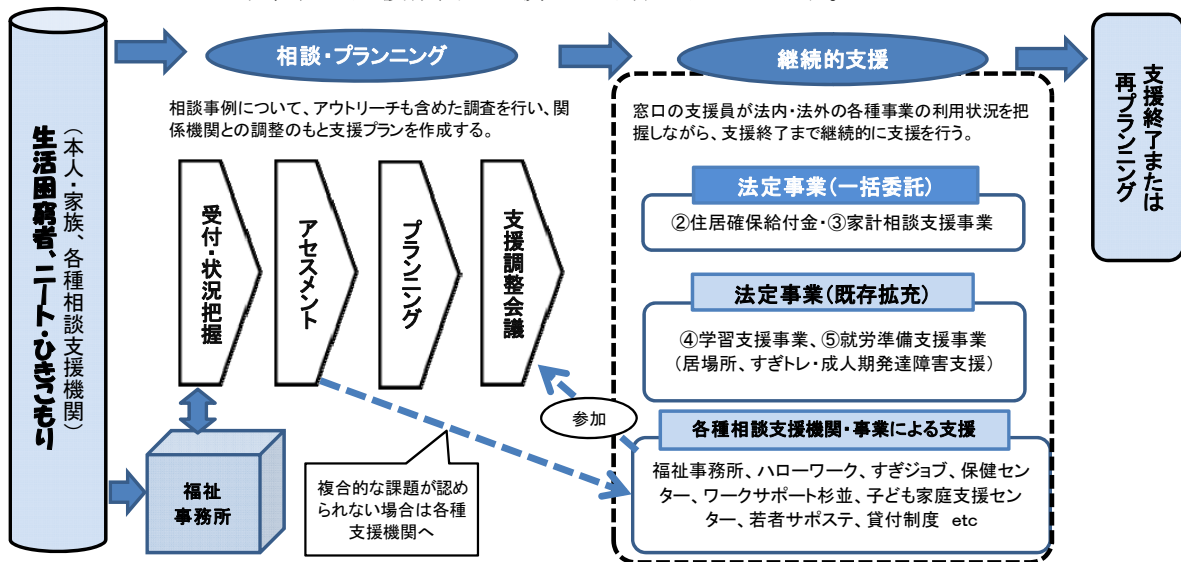 生活困窮者、ニート・ひきこもり
（本人・家族、各種相談支援機関）
相談・プランニング
相談事例について、アウトリーチも含めた調査を行い、関
係機関との調整のもと支援プランを作成する。
受付・状況把握
アセスメント
プランニング
支援調整会議
福祉
事務所
複合的な課題が認め
られない場合は各種
支援機関へ
参加
継続的支援
窓口の支援員が法内・法外の各種事業の利用状況を把
握しながら、支援終了まで継続的に支援を行う。
法定事業（一括委託）
②住居確保給付金・③家計相談支援事業
法定事業（既存拡充）
④学習支援事業、⑤就労準備支援事業
（居場所、すぎトレ・成人期発達障害支援）
各種相談支援機関・事業による支援
福祉事務所、ハローワーク、すぎジョブ、保健セン
ター、ワークサポート杉並、子ども家庭支援セン
ター、若者サポステ、貸付制度 etc
支援終了または
再プランニング